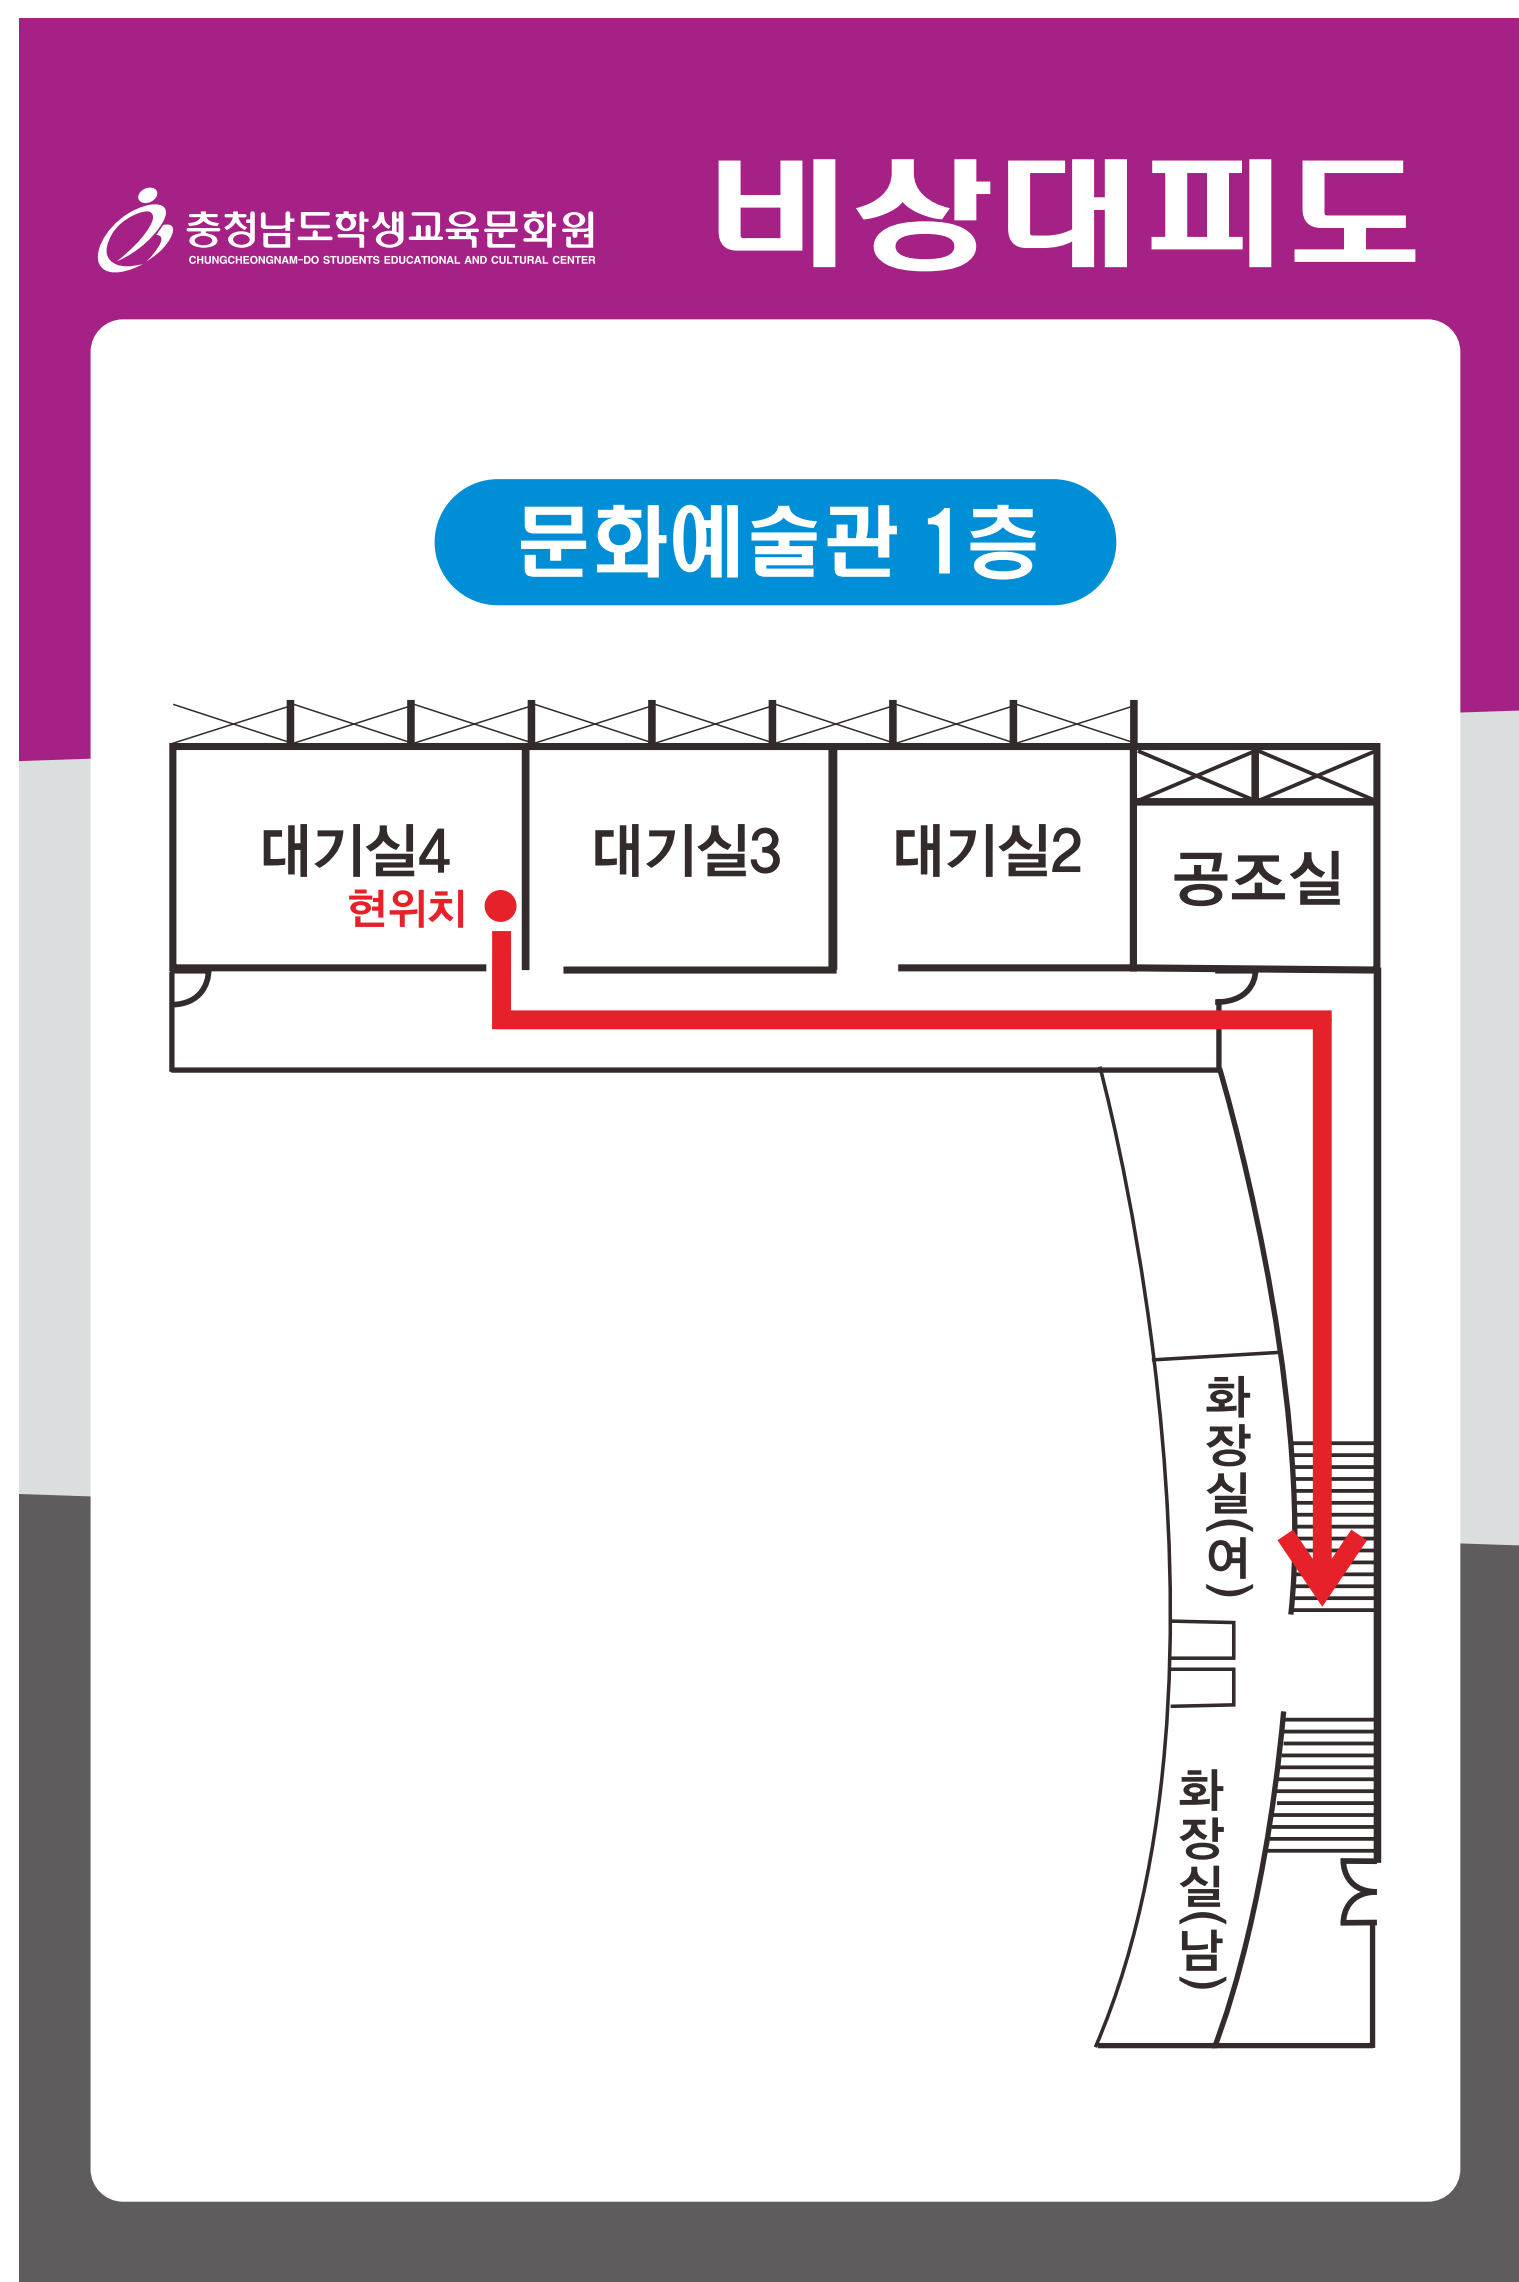 충청남도학생교육문화원
CHUNGCHEONGNAM-DO STUDENTS EDUCATIONAL AND CULTURAL CENTER
비상대피도
문화예술관 1층
대기실4
대기실3
대기실2
공조실
현위치
화장실(여)
화장실(남)